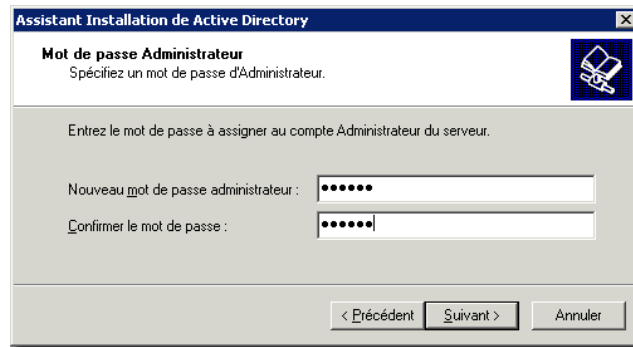 Assistant Installation de Active Directory
Mot de passe Administrateur
Spécifiez un mot de passe d'Administrateur.
Entrez le mot de passe à assigner au compte Administrateur du serveur.
Nouveau mot de passe administrateur : ••••••
Confirmer le mot de passe : ••••••
< Précédent Suivant > Annuler